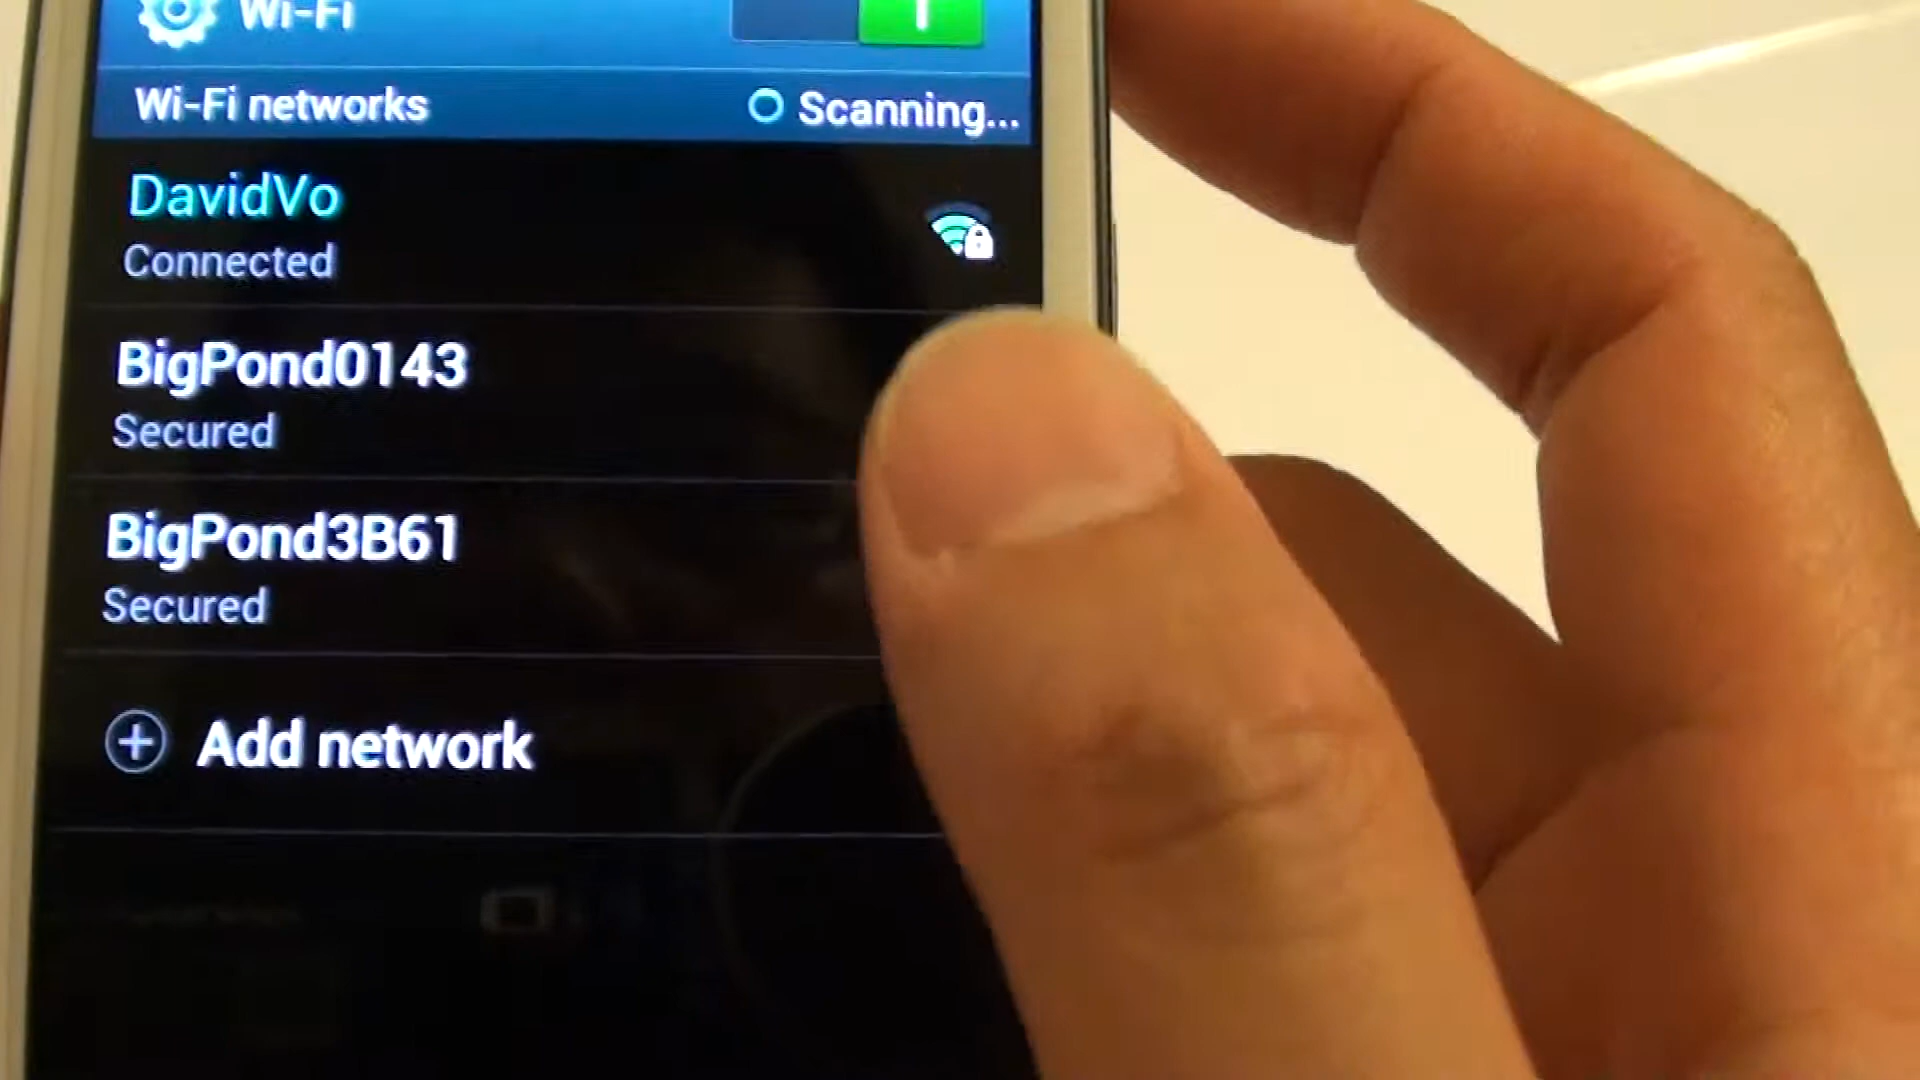 Wi-Fi
Wi-Fi networks
Scanning...
DavidVo
Connected
BigPond0143
Secured
BigPond3B61
Secured
Add network